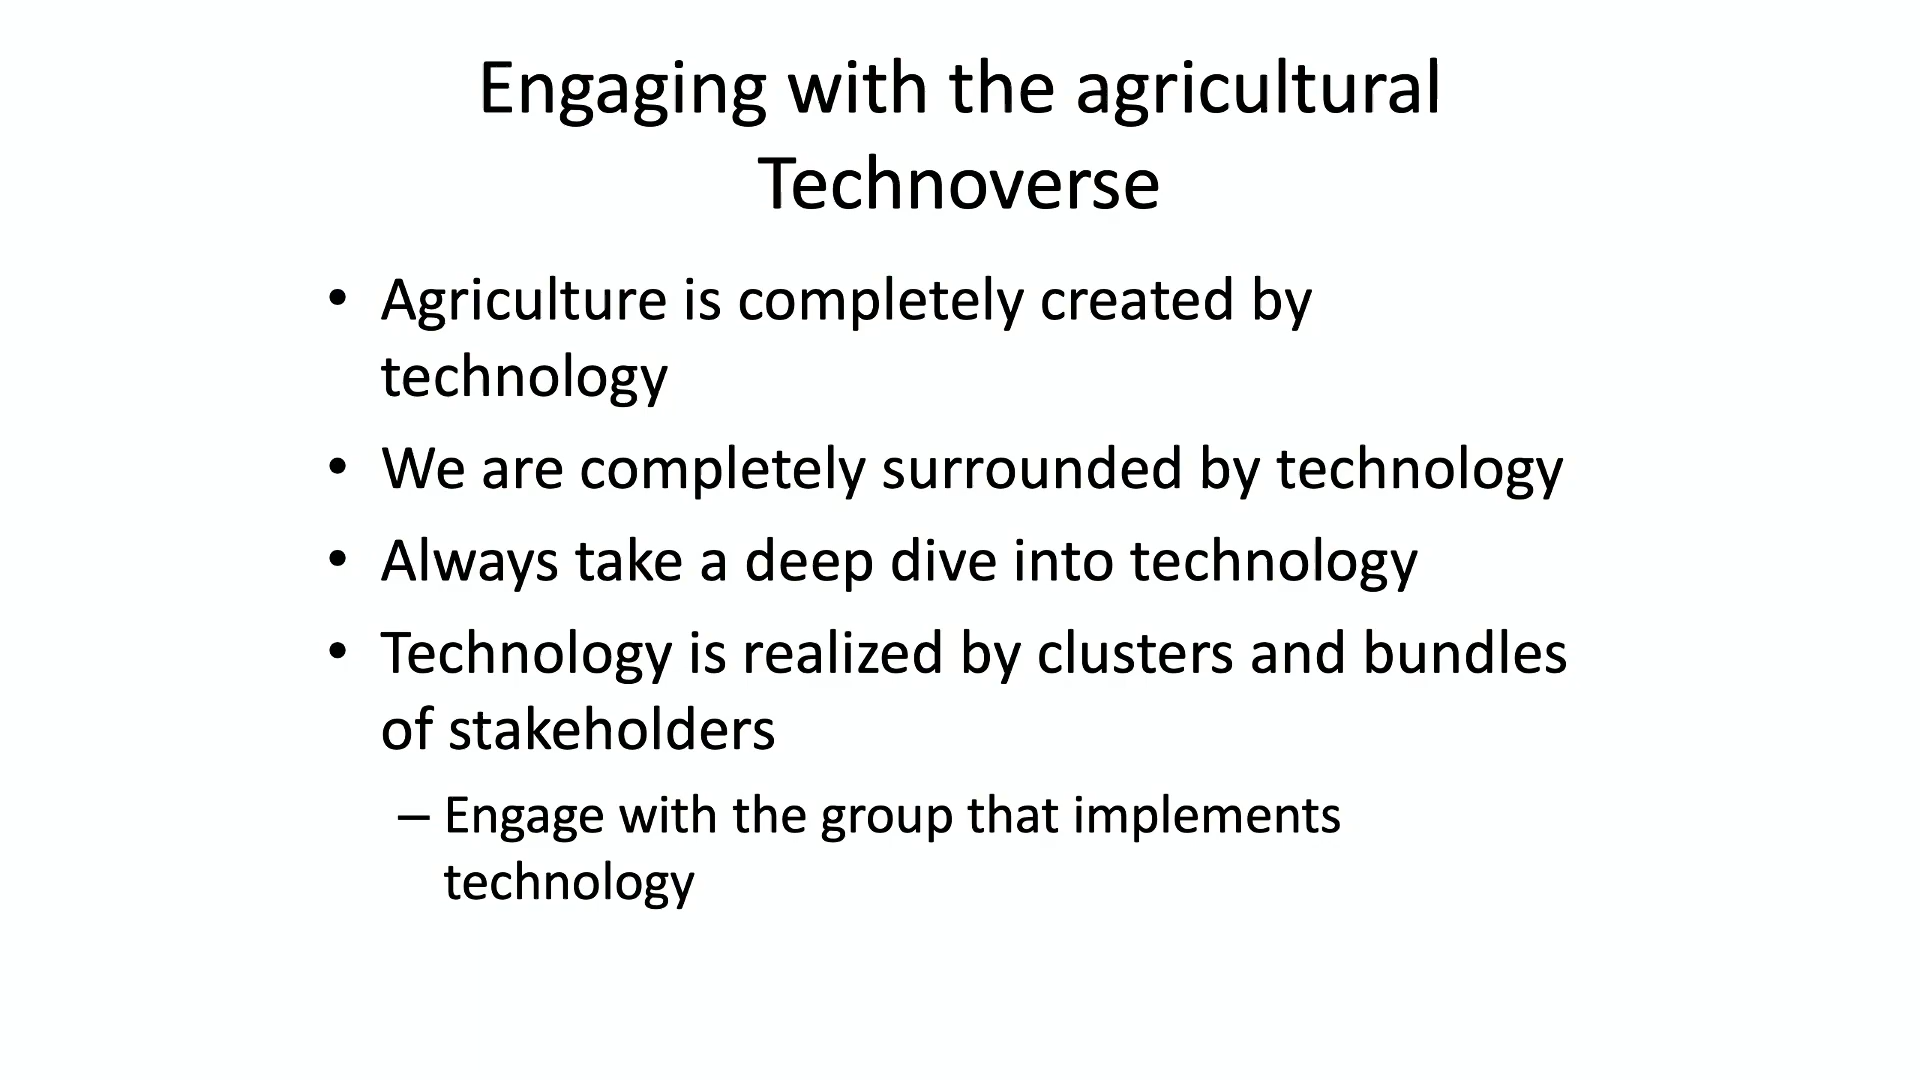 Engaging with the agricultural
Technoverse
• Agriculture is completely created by
technology
• We are completely surrounded by technology
• Always take a deep dive into technology
• Technology is realized by clusters and bundles
of stakeholders
– Engage with the group that implements
technology